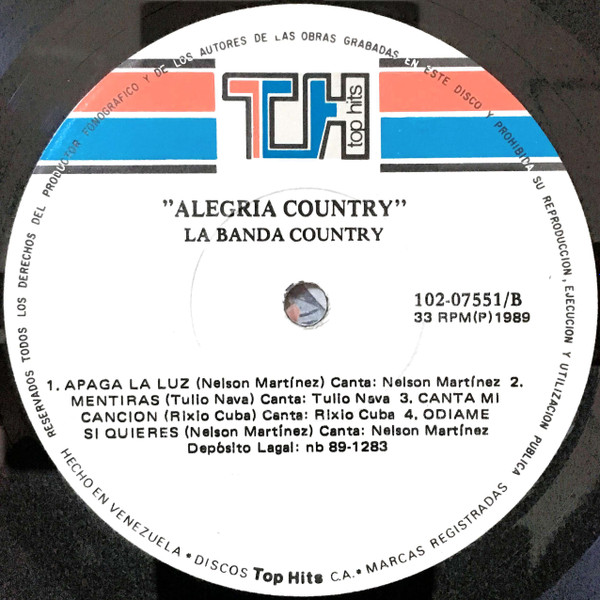 RESERVADOS TODOS LOS DERECHOS DEL PRODUCTOR FONOGRAFICO Y DE LOS AUTORES DE LAS OBRAS GRABADAS EN ESTE DISCO Y PROHIBIDA SU REPRODUCCION, EJECUCION Y UTILIZACION PUBLICA
TH top hits
"ALEGRIA COUNTRY"
LA BANDA COUNTRY
102-07551/B
33 RPM(P)1989
1. APAGA LA LUZ (Nelson Martínez) Canta: Nelson Martínez 2.
MENTIRAS (Tulio Nava) Canta: Tulio Nava 3. CANTA MI
CANCION (Rixio Cuba) Canta: Rixio Cuba 4. ODIAME
SI QUIERES (Nelson Martínez) Canta: Nelson Martínez
Depósito Lagal: nb 89-1283
HECHO EN VENEZUELA • DISCOS Top Hits C.A. • MARCAS REGISTRADAS